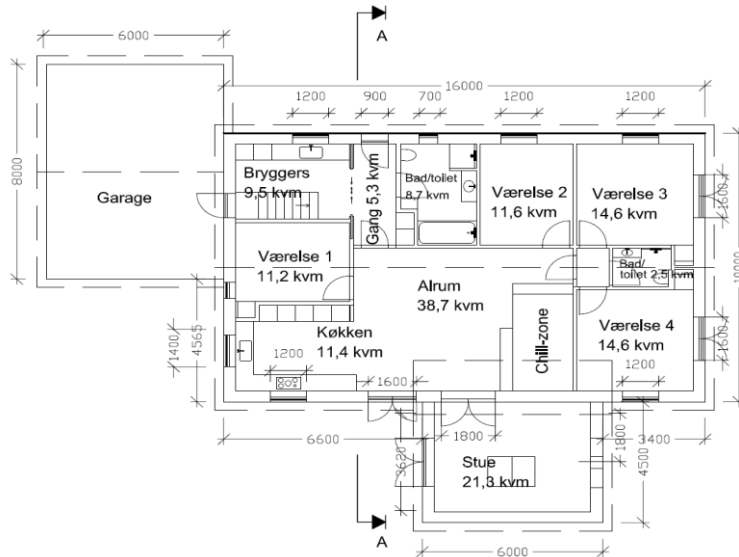 A
6000
16000
1200
900
700
1200
1200
8000
Garage
Bryggers
9,5 kvm
Gang 5,3 kvm
Bad/toilet
8,7 kvm
Værelse 2
11,6 kvm
Værelse 3
14,6 kvm
1600
Værelse 1
11,2 kvm
Alrum
38,7 kvm
Bad/
toilet 2,5 kvm
10000
4565
1400
Køkken
11,4 kvm
1200
1600
Chill-zone
Værelse 4
14,6 kvm
1200
1600
6600
1800
3620
Stue
21,3 kvm
1800
3400
4500
A
6000